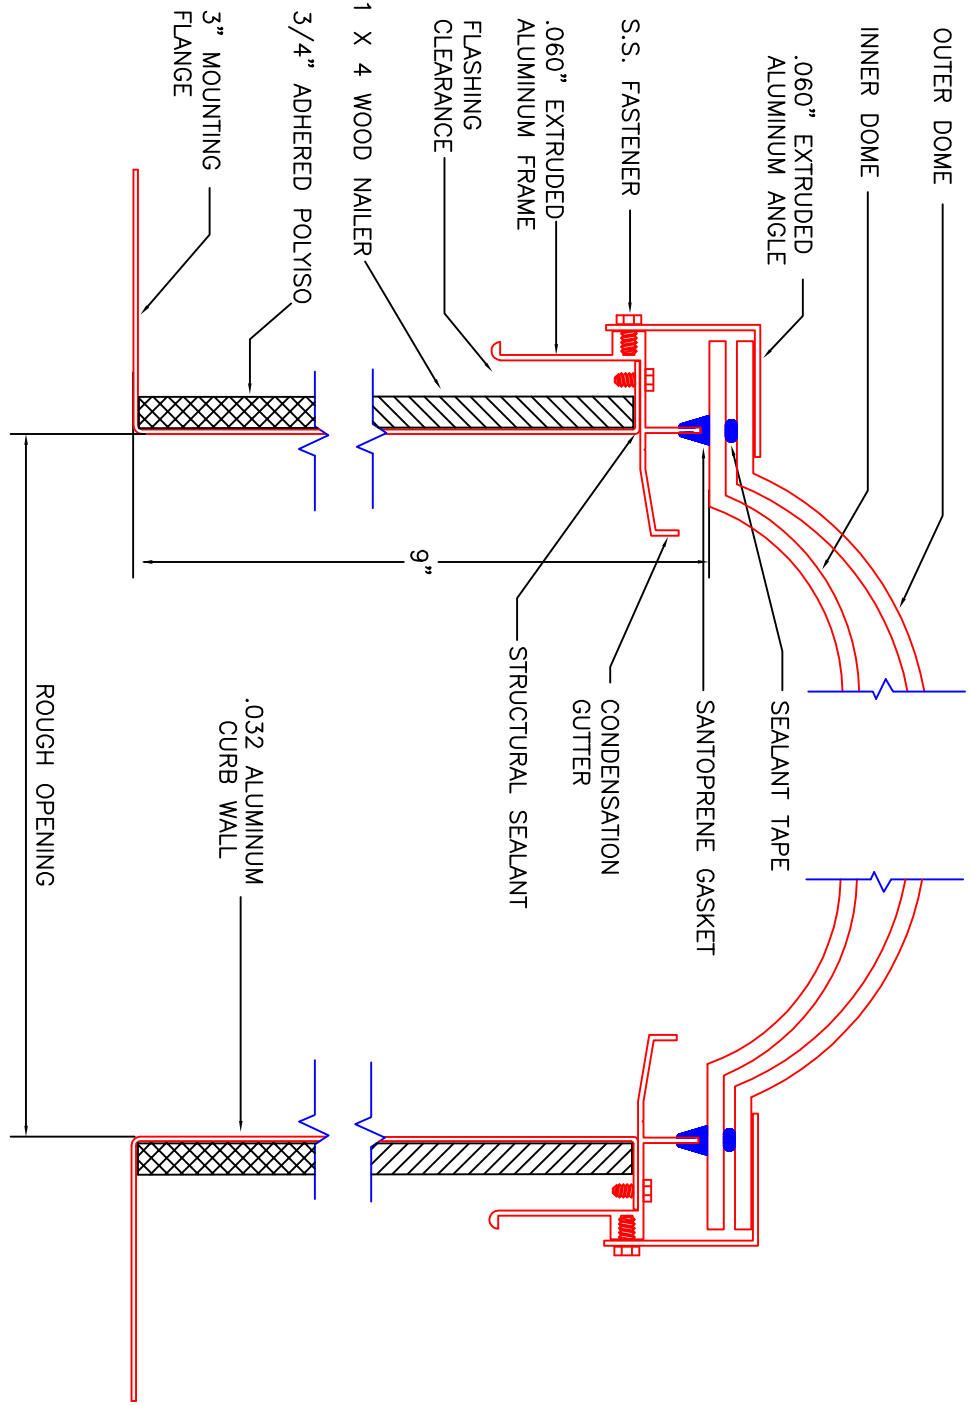 OUTER DOME
INNER DOME
.060" EXTRUDED
ALUMINUM ANGLE
S.S. FASTENER
.060" EXTRUDED
ALUMINUM FRAME
FLASHING
CLEARANCE
1 X 4 WOOD NAILER
3/4" ADHERED POLYISO
3" MOUNTING
FLANGE
9"
SEALANT TAPE
SANTOPRENE GASKET
CONDENSATION
GUTTER
STRUCTURAL SEALANT
.032 ALUMINUM
CURB WALL
ROUGH OPENING